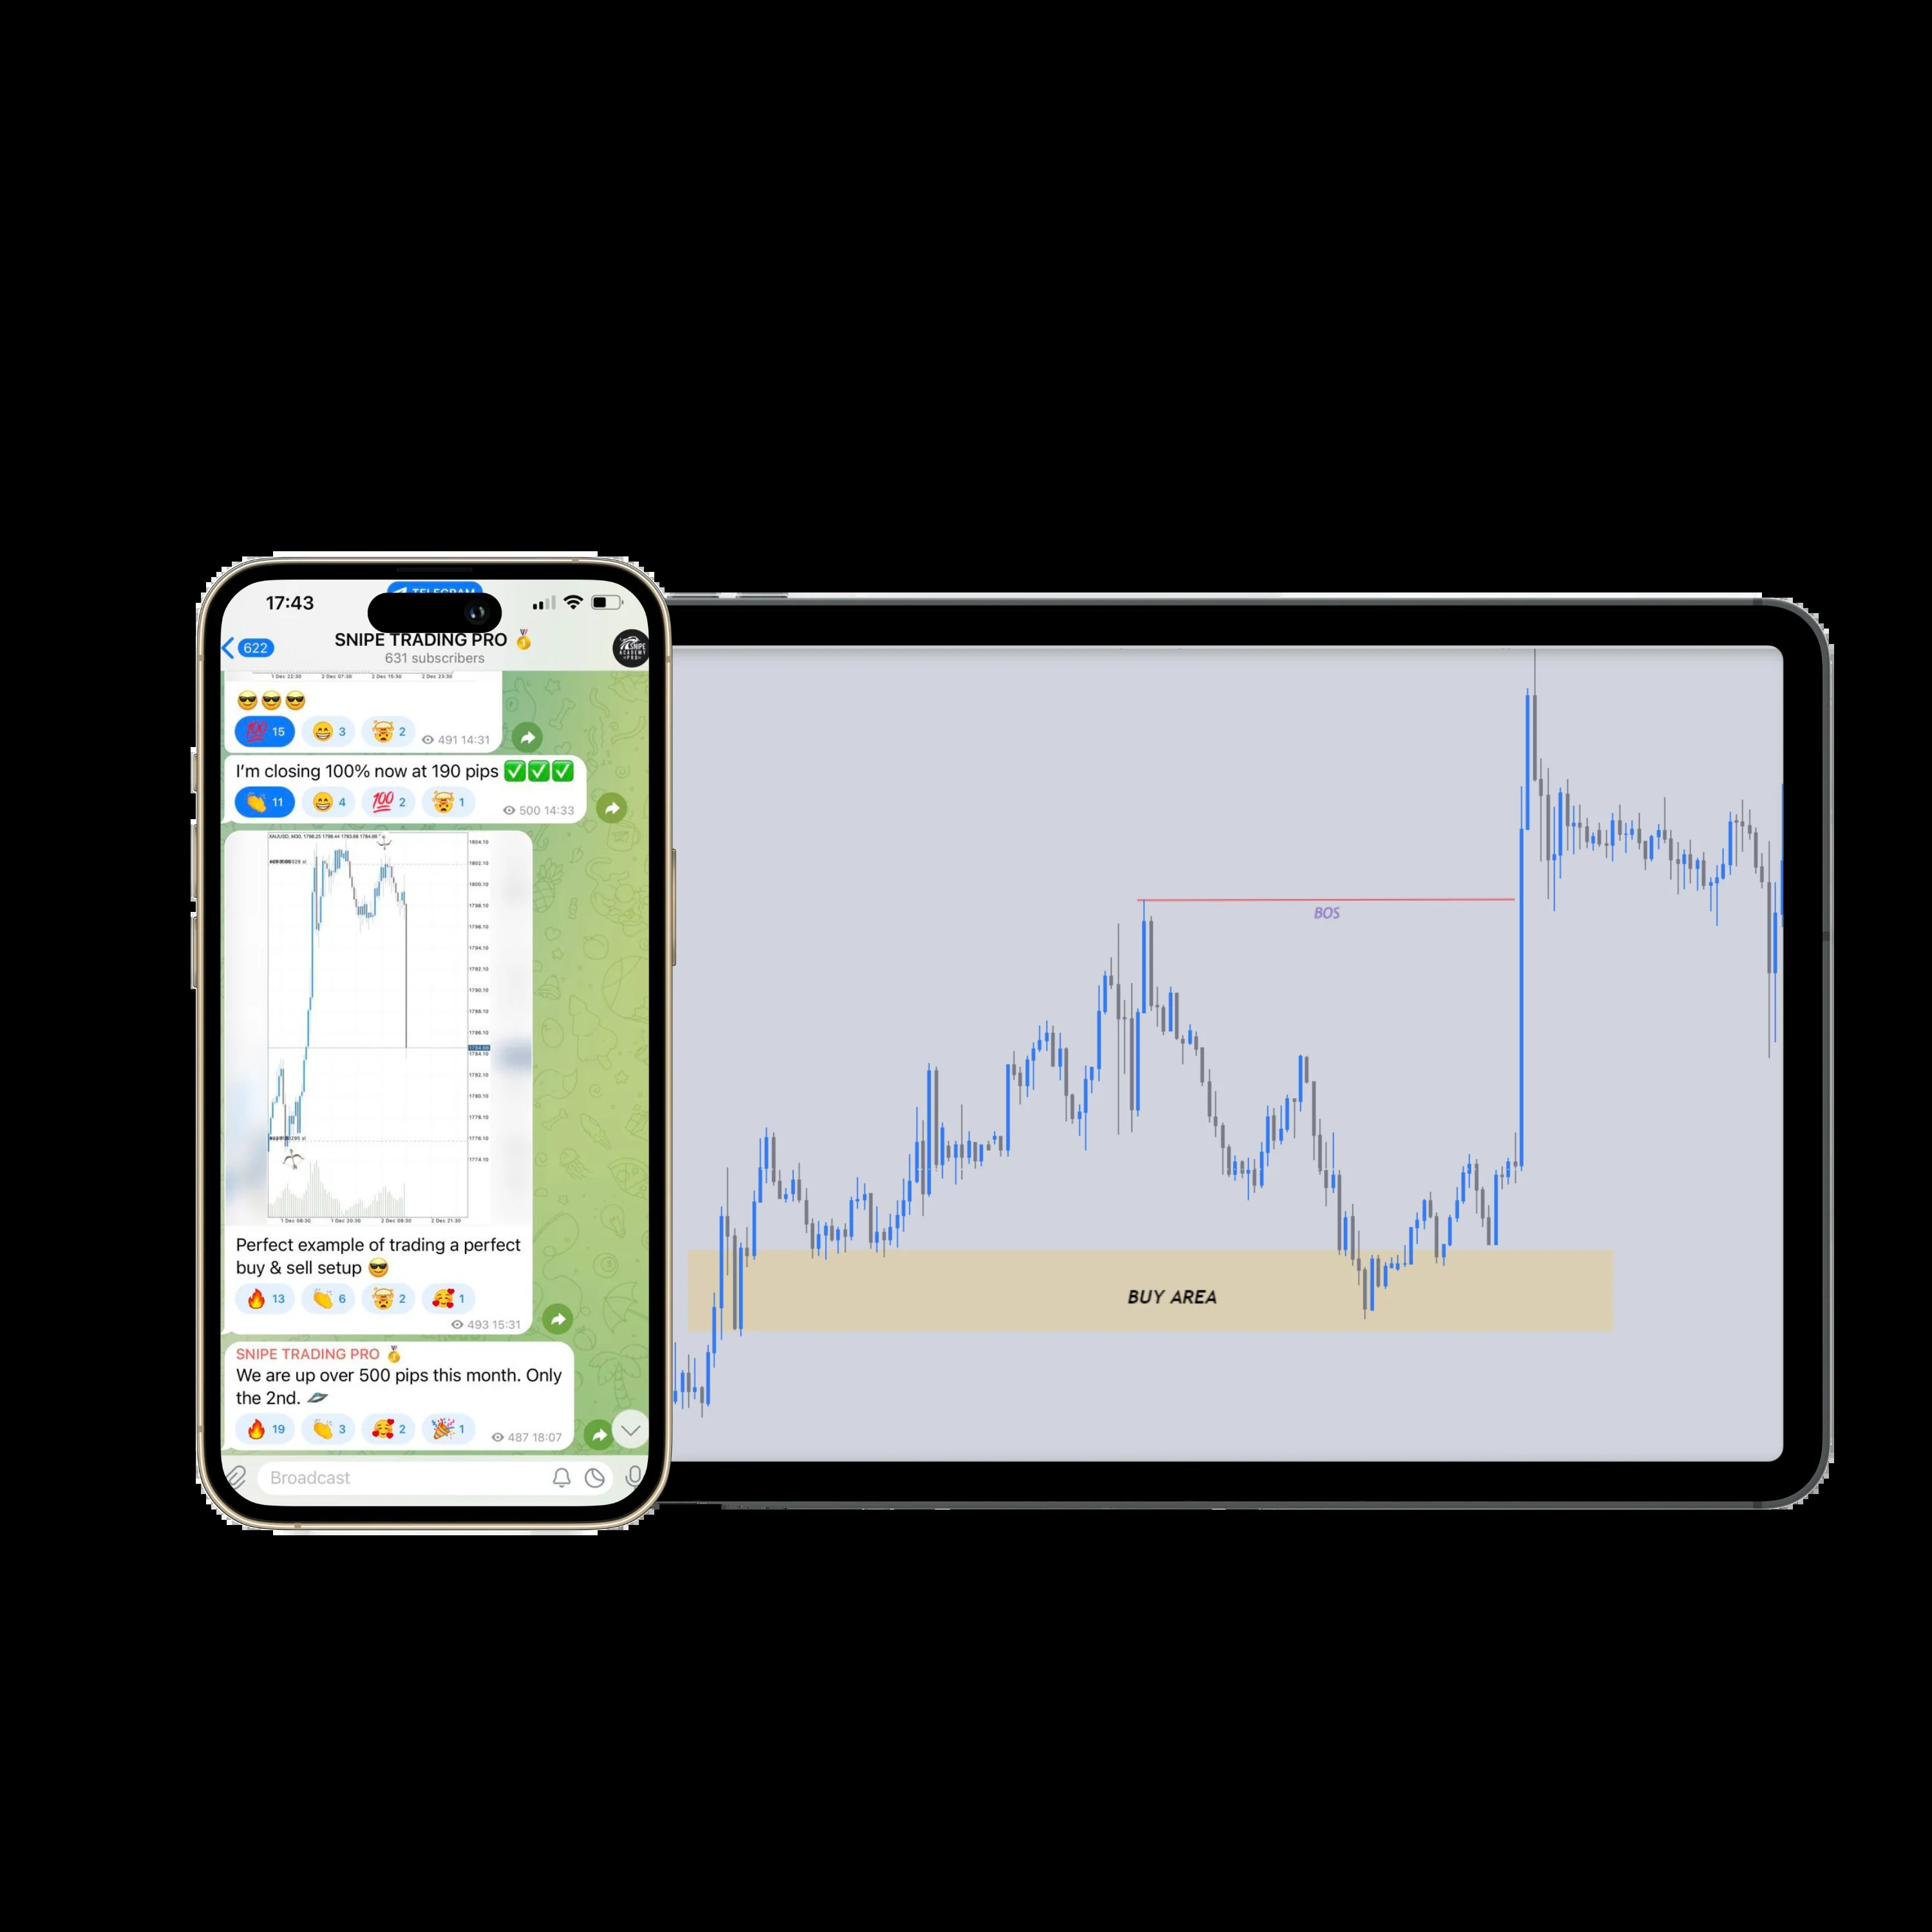 TELEGRAM
17:43
622
SNIPE TRADING PRO 🥇
631 subscribers
SNIPE
ACADEMY
PRO
1 Dec 22:30 2 Dec 07:30 2 Dec 15:30 2 Dec 23:30
😎😎😎
💯 15 😁 3 🤯 2 491 14:31
I'm closing 100% now at 190 pips ✅✅✅
👏 11 😁 4 💯 2 🤯 1 500 14:33
XAUUSD, M30, 1798.25 1798.44 1783.68 1784.66
1804.10
1802.10
1800.10
1798.10
1796.10
1794.10
1792.10
1790.10
1788.10
1786.10
1784.66
1784.10
1782.10
1780.10
1778.10
1776.10
1774.10
1 Dec 08:30 1 Dec 20:30 2 Dec 09:30 2 Dec 21:30
Perfect example of trading a perfect
buy & sell setup 😎
🔥 13 👏 6 🤯 2 🥰 1
493 15:31
SNIPE TRADING PRO 🥇
We are up over 500 pips this month. Only
the 2nd.
🔥 19 👏 3 🥰 2 🎉 1 487 18:07
Broadcast
BOS
BUY AREA